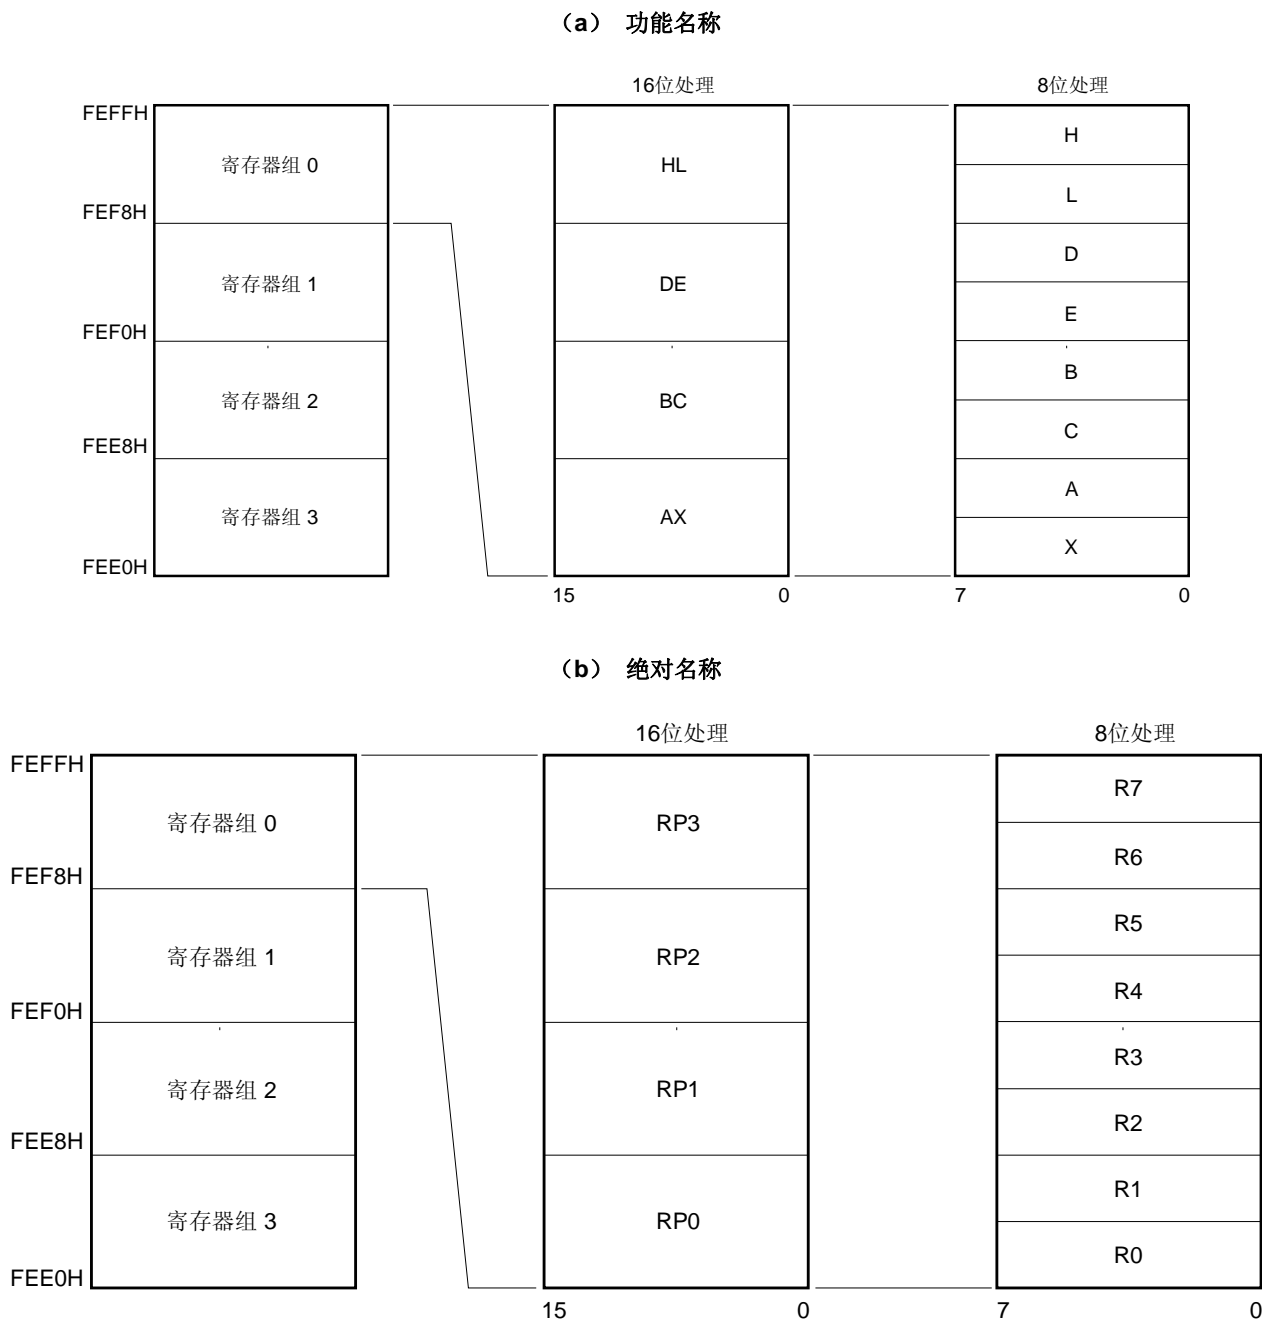 （a） 功能名称
16位处理
8位处理
FEFFH
寄存器组 0
HL
H
L
FEF8H
寄存器组 1
DE
D
E
FEF0H
寄存器组 2
BC
B
C
FEE8H
寄存器组 3
AX
A
X
FEE0H
15
0
7
0
（b） 绝对名称
16位处理
8位处理
FEFFH
寄存器组 0
RP3
R7
R6
FEF8H
寄存器组 1
RP2
R5
R4
FEF0H
寄存器组 2
RP1
R3
R2
FEE8H
寄存器组 3
RP0
R1
R0
FEE0H
15
0
7
0